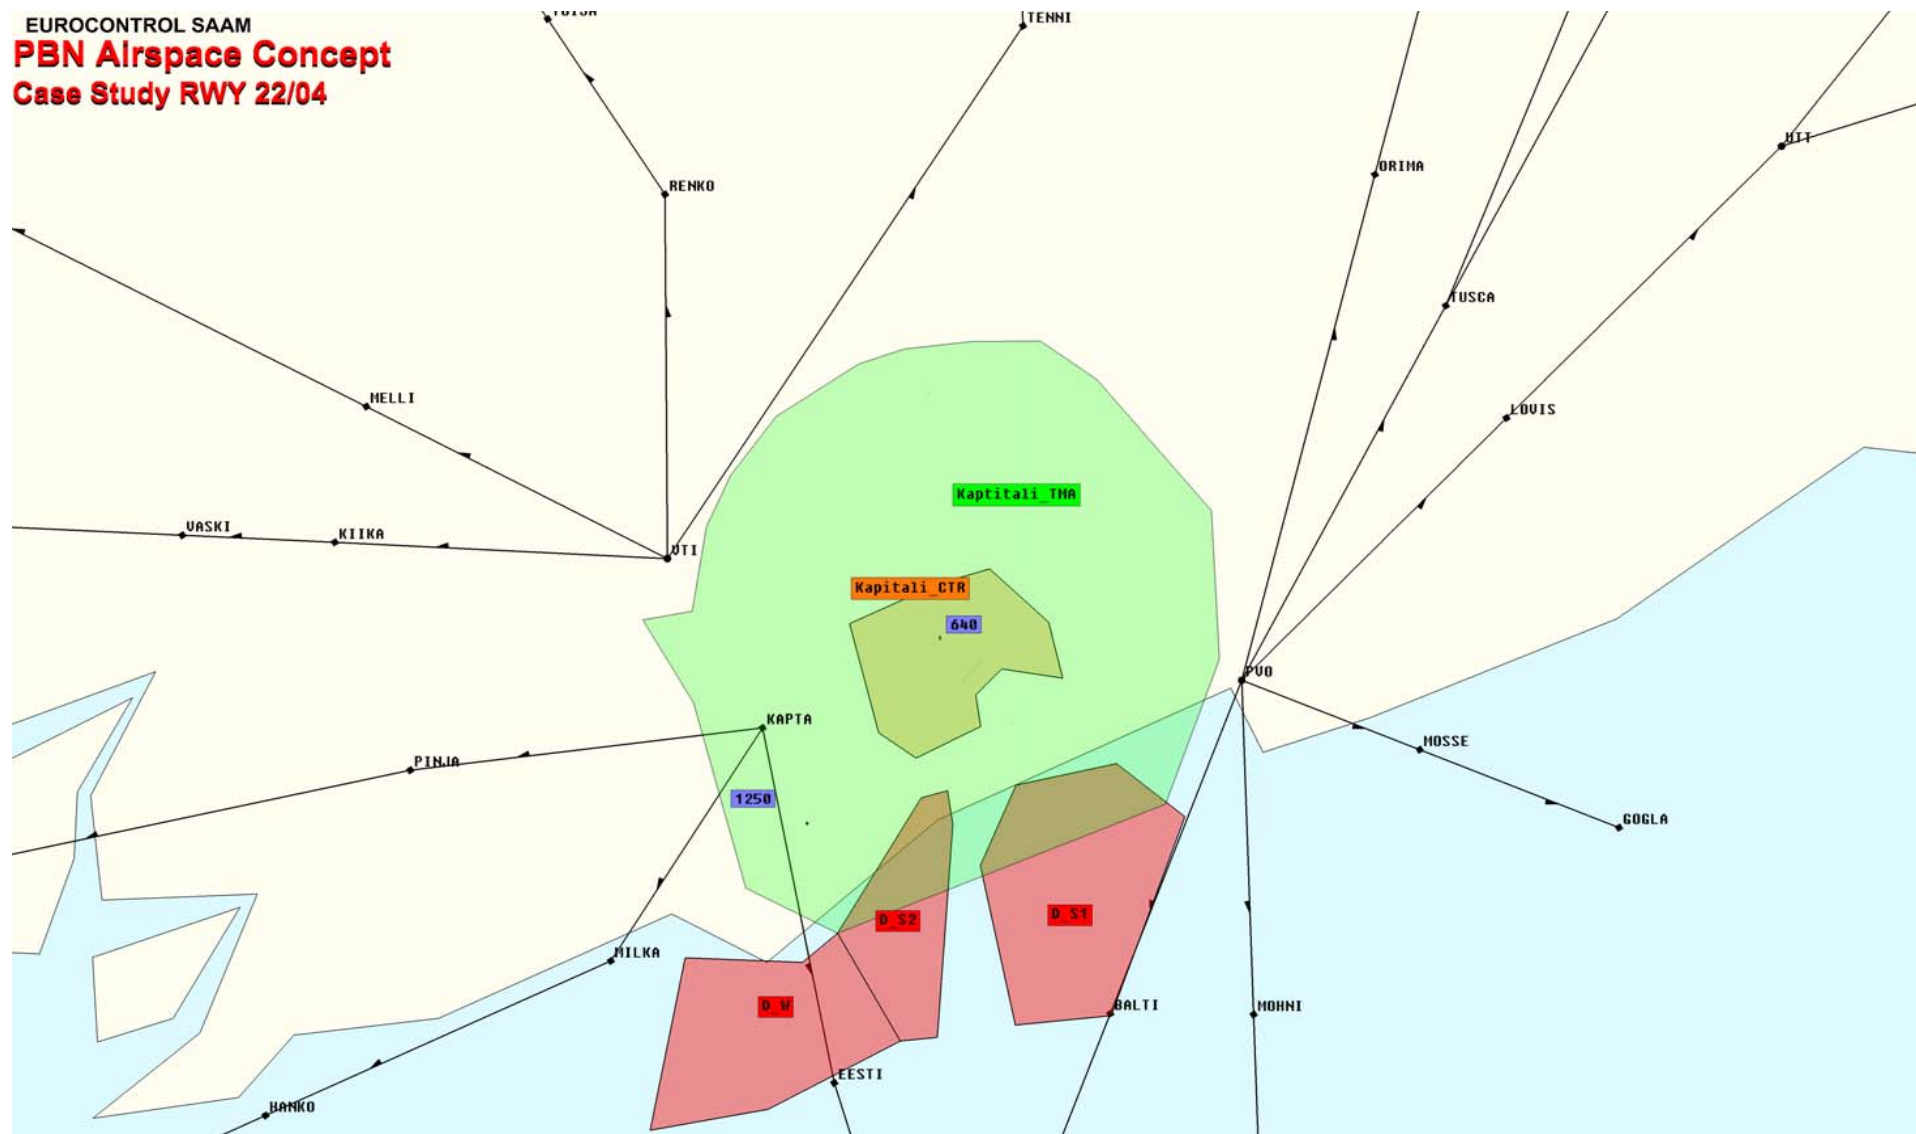 EUROCONTROL SAAM
PBN Airspace Concept
Case Study RWY 22/04
TENNI
RENKO
ORIMA
TUSCA
MELLI
LOVIS
Kaptitali_TMA
VASKI
KIIKA
VTI
Kapitali_CTR
640
PVO
KAPTA
MOSSE
PINJA
1250
GOGLA
D_S1
D_S2
MILKA
D_W
BALTI
MOHNI
EESTI
HANKO